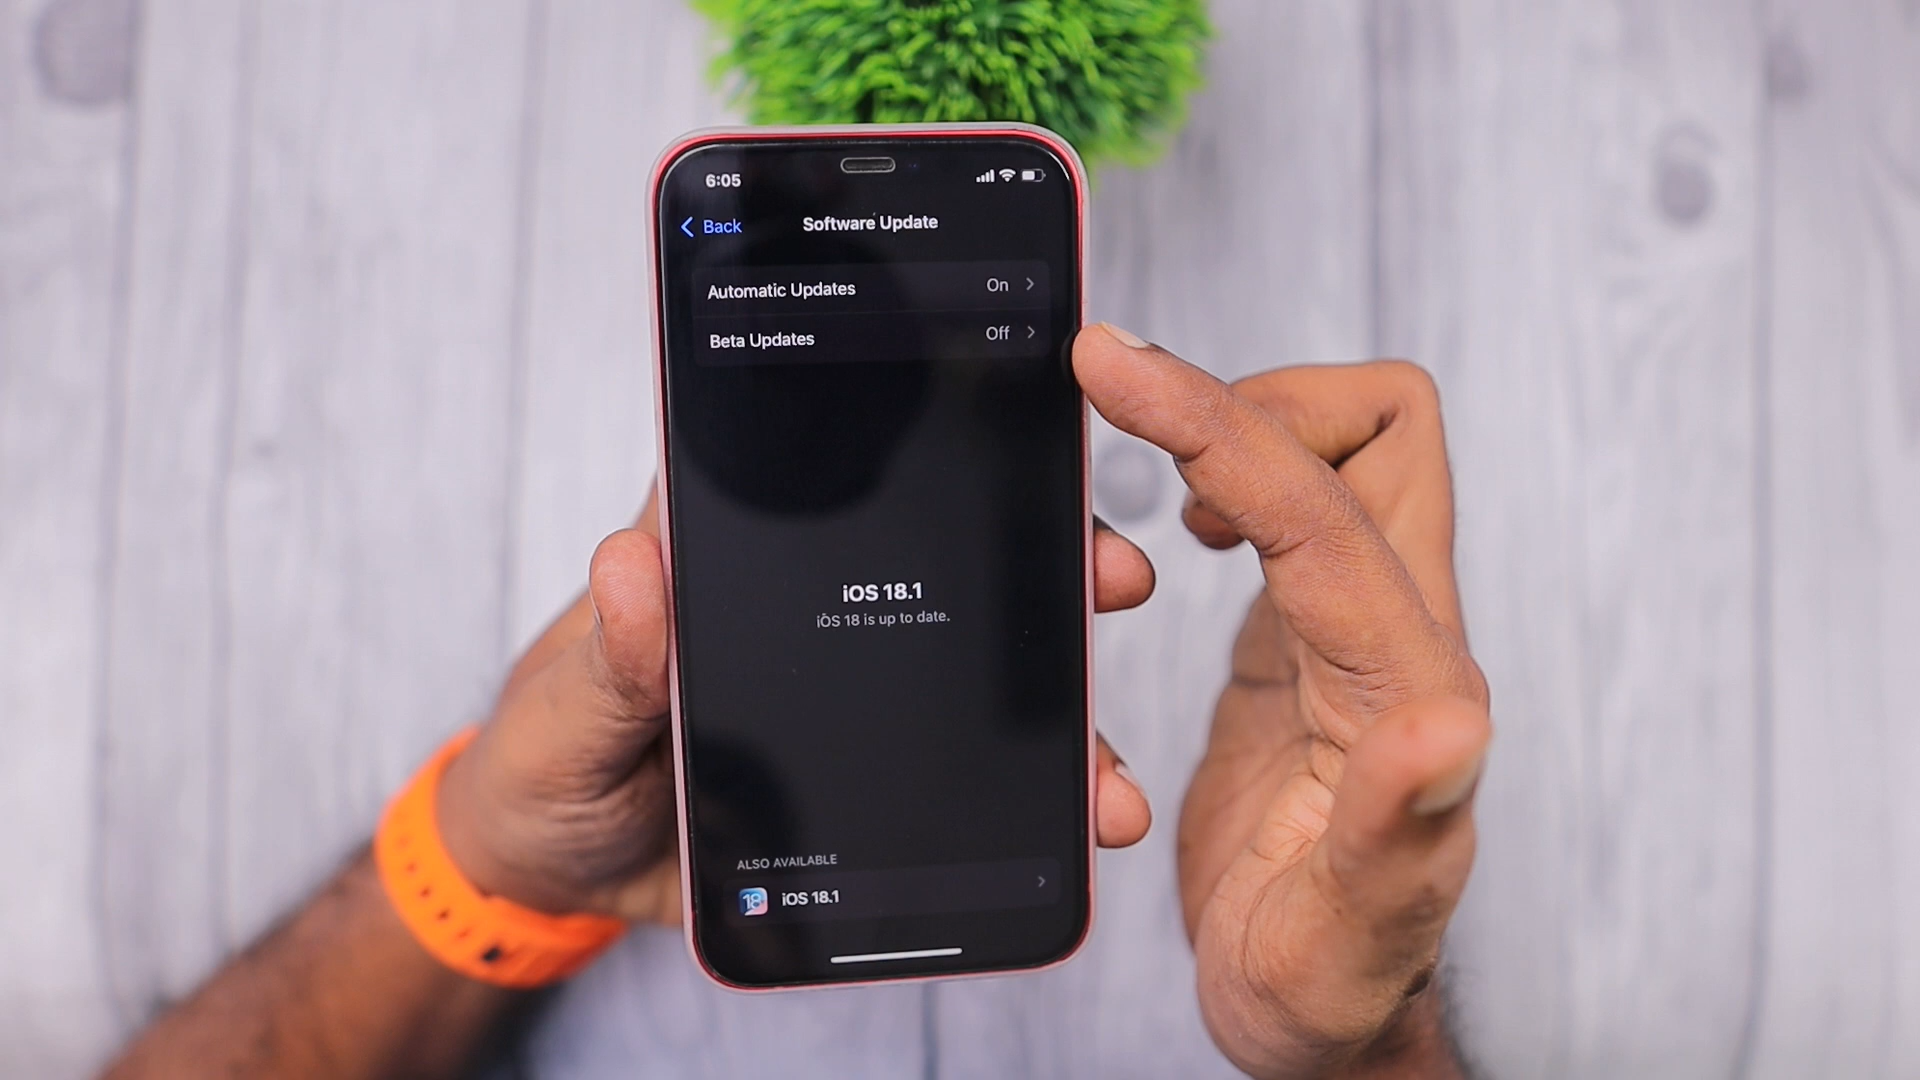 6:05
Back
Software Update
Automatic Updates On
Beta Updates Off
iOS 18.1
iOS 18 is up to date.
ALSO AVAILABLE
18
iOS 18.1